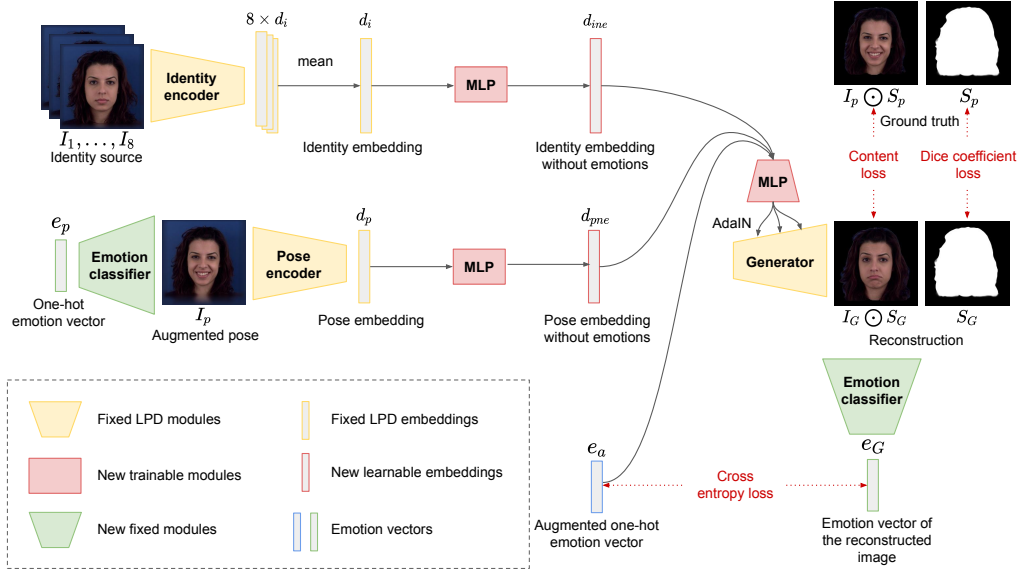 8 × d_i
d_i
d_ine
mean
Identity
encoder
MLP
I_1, . . . , I_8
Identity source
Identity embedding
Identity embedding
without emotions
I_p ⨀ S_p
S_p
Ground truth
Content
loss
Dice coefficient
loss
MLP
AdaIN
Generator
e_p
Emotion
classifier
One-hot
emotion vector
I_p
Augmented pose
Pose
encoder
d_p
Pose embedding
MLP
d_pne
Pose embedding
without emotions
I_G ⨀ S_G
S_G
Reconstruction
Emotion
classifier
e_G
Emotion vector of
the reconstructed
image
e_a
Augmented one-hot
emotion vector
Cross
entropy loss
Fixed LPD modules
Fixed LPD embeddings
New trainable modules
New learnable embeddings
New fixed modules
Emotion vectors